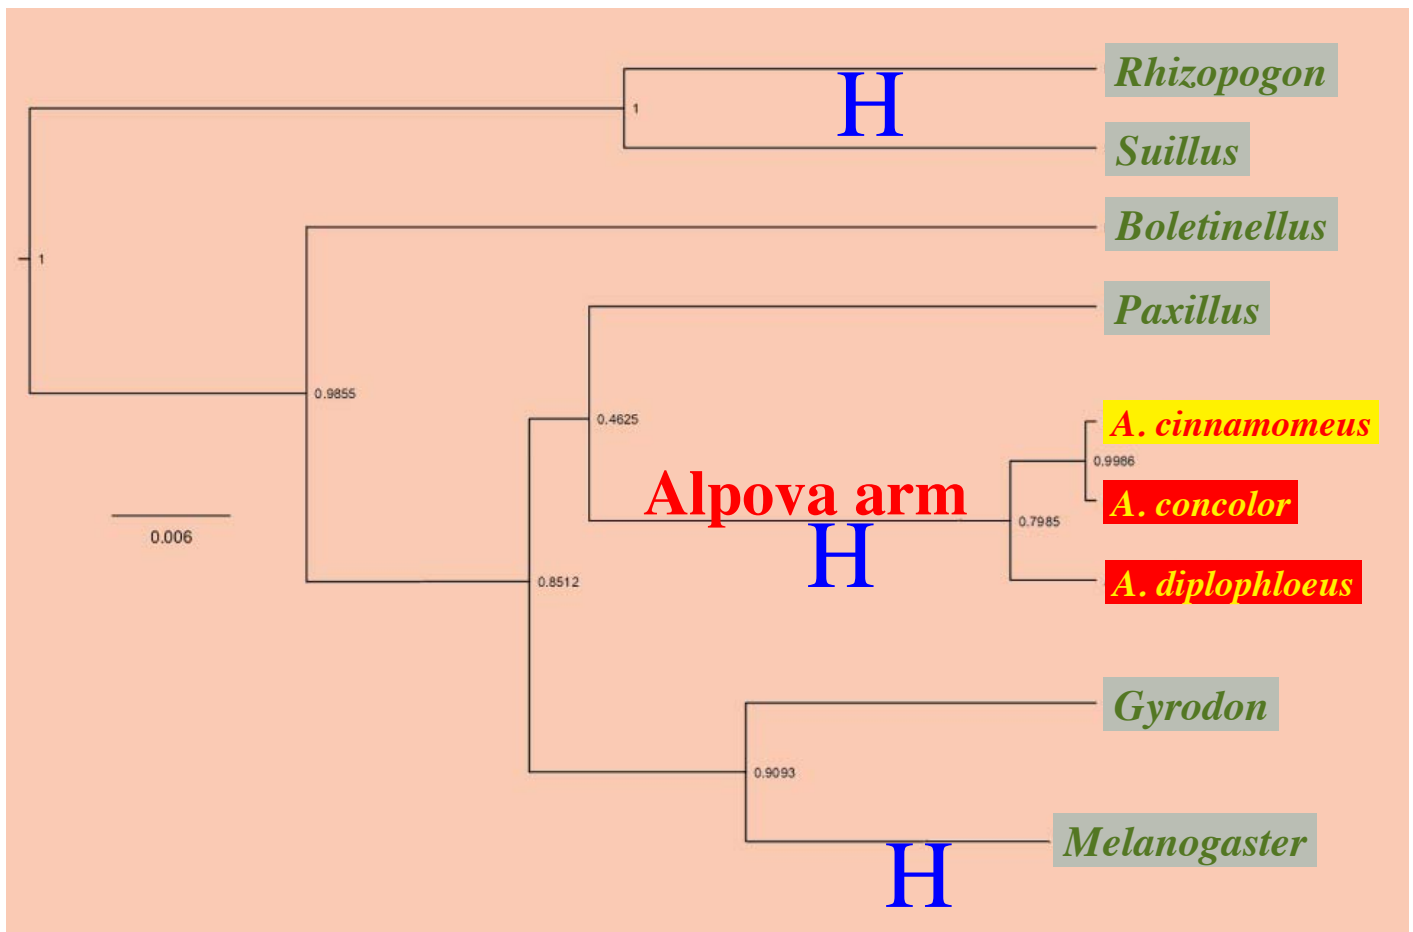 Rhizopogon
H
1
Suillus
Boletinellus
1
Paxillus
0.9855
0.4625
A. cinnamomeus
0.9986
Alpova arm
A. concolor
0.7985
0.006
H
0.8512
A. diplophloeus
Gyrodon
0.9093
Melanogaster
H